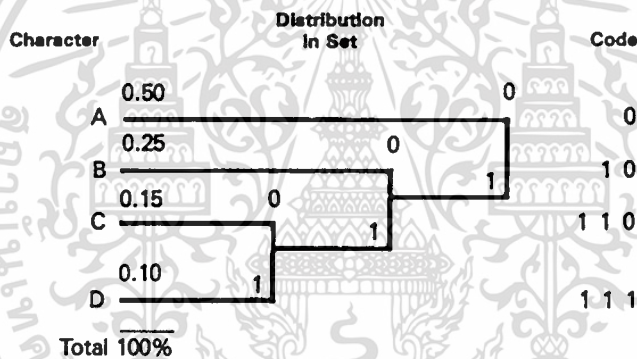 Distribution
Character In Set Code
0.50 0
A 0
0.25 0
B 1 1 0
0.15 0
C 1 1 1 0
0.10 1
D 1 1 1
Total 100%